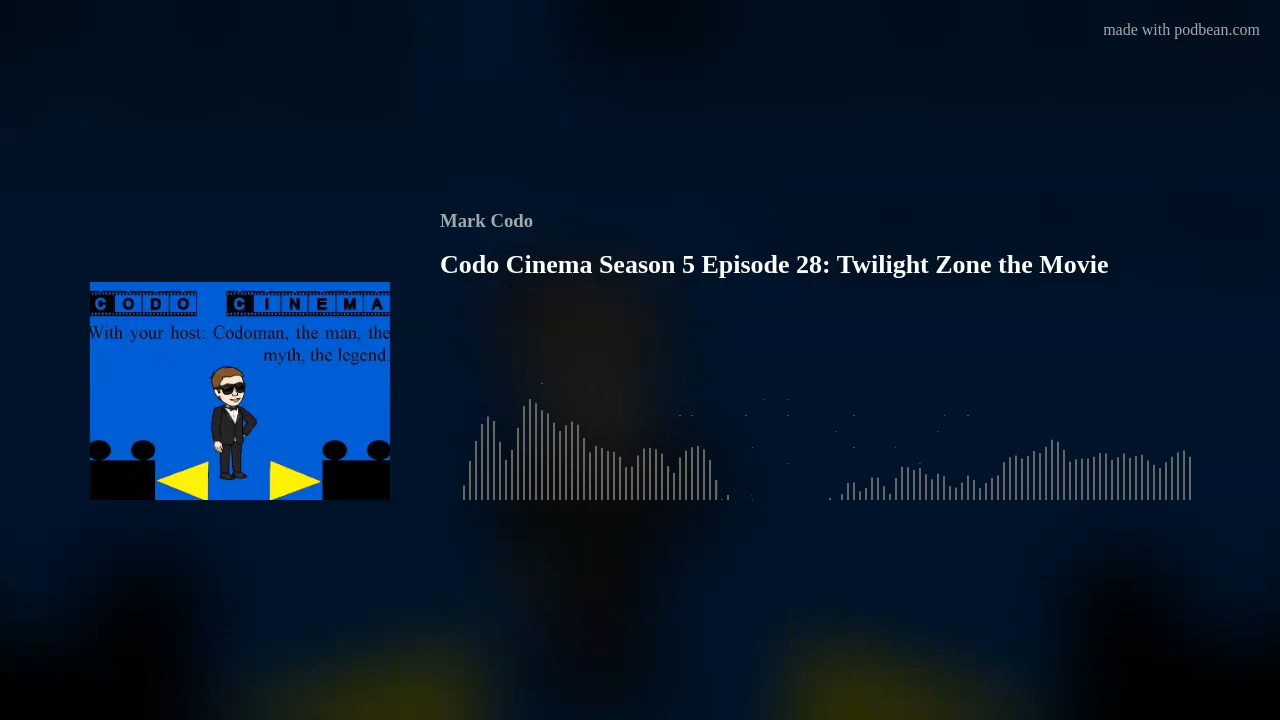 made with podbean.com
Mark Codo
Codo Cinema Season 5 Episode 28: Twilight Zone the Movie
CODO CINEMA
With your host: Codoman, the man, the
myth, the legend.